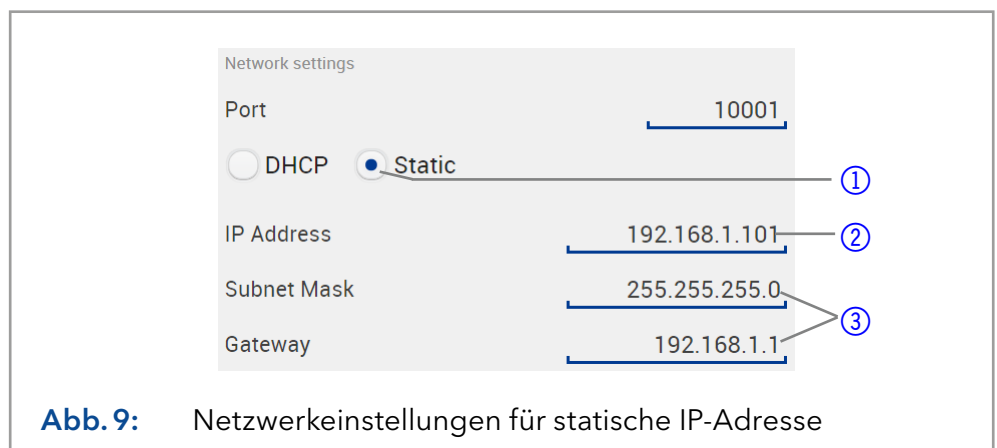 Network settings
Port 10001
DHCP Static
①
IP Address 192.168.1.101 ②
Subnet Mask 255.255.255.0
③
Gateway 192.168.1.1
Abb. 9: Netzwerkeinstellungen für statische IP-Adresse